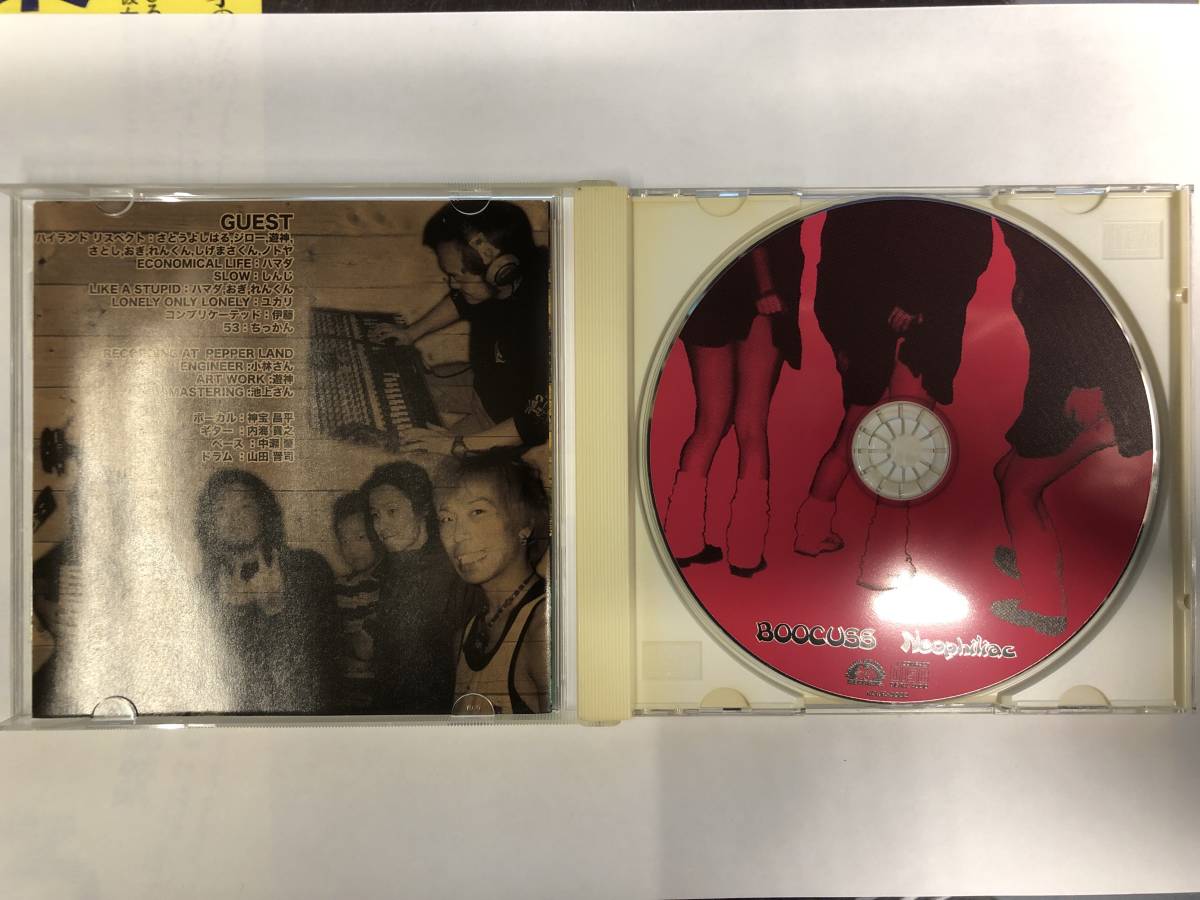 GUEST
ハイランド リスペクト:さとうよしはる,ジロー,遊神,
さとし,おぎ,れんくん,しげまさくん,ノドヤ
ECONOMICAL LIFE:ハマダ
SLOW:しんじ
LIKE A STUPID:ハマダ,おぎ,れんくん
LONELY ONLY LONELY:ユカリ
コンプリケーテッド:伊藤
53:ちっかん
RECORDING AT PEPPER LAND
ENGINEER:小林さん
ART WORK:遊神
MASTERING:池上さん
ボーカル:神宝 昌平
ギター:内海 真之
ベース:中瀬
ドラム:山田 晋司
BOOCUSS Neophiliac